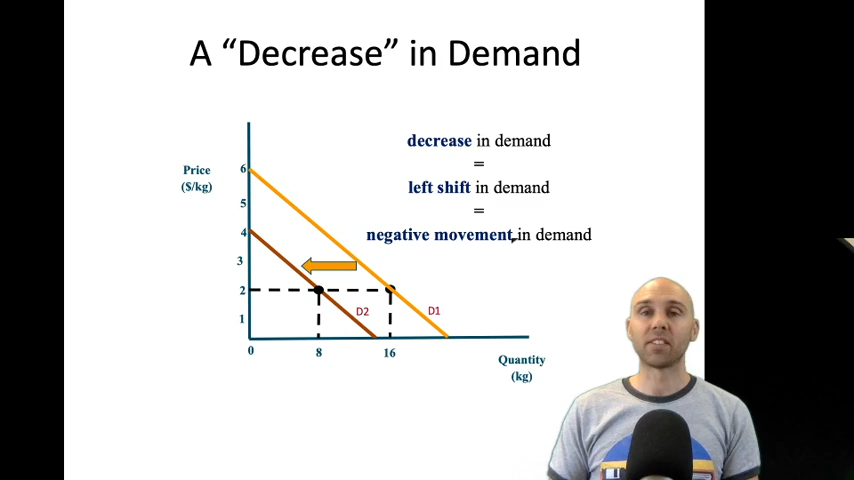 A “Decrease” in Demand
decrease in demand
=
left shift in demand
=
negative movement in demand
Price
($/kg)
6
5
4
3
2
1
0
8
16
D2
D1
Quantity
(kg)